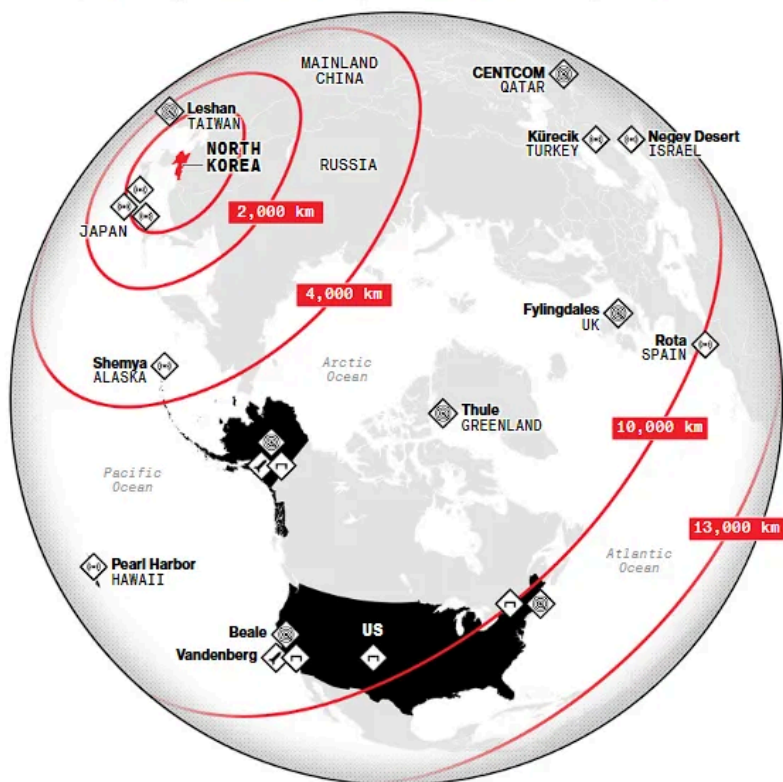 MAINLAND
CHINA
CENTCOM
QATAR
Leshan
TAIWAN
NORTH
KOREA
Kürecik
TURKEY
Negev Desert
ISRAEL
RUSSIA
2,000 km
JAPAN
4,000 km
Fylingdales
UK
Rota
SPAIN
Shemya
ALASKA
Arctic
Ocean
Thule
GREENLAND
10,000 km
Pacific
Ocean
13,000 km
Atlantic
Ocean
Pearl Harbor
HAWAII
Beale
US
Vandenberg